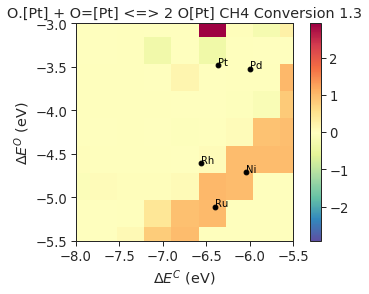 O.[Pt] + O=[Pt] <=> 2 O[Pt] CH4 Conversion 1.3
−3.0
−3.5
−4.0
−4.5
−5.0
−5.5
ΔE^O (eV)
Pt
Pd
Rh
Ni
Ru
−8.0 −7.5 −7.0 −6.5 −6.0 −5.5
ΔE^C (eV)
2
1
0
−1
−2